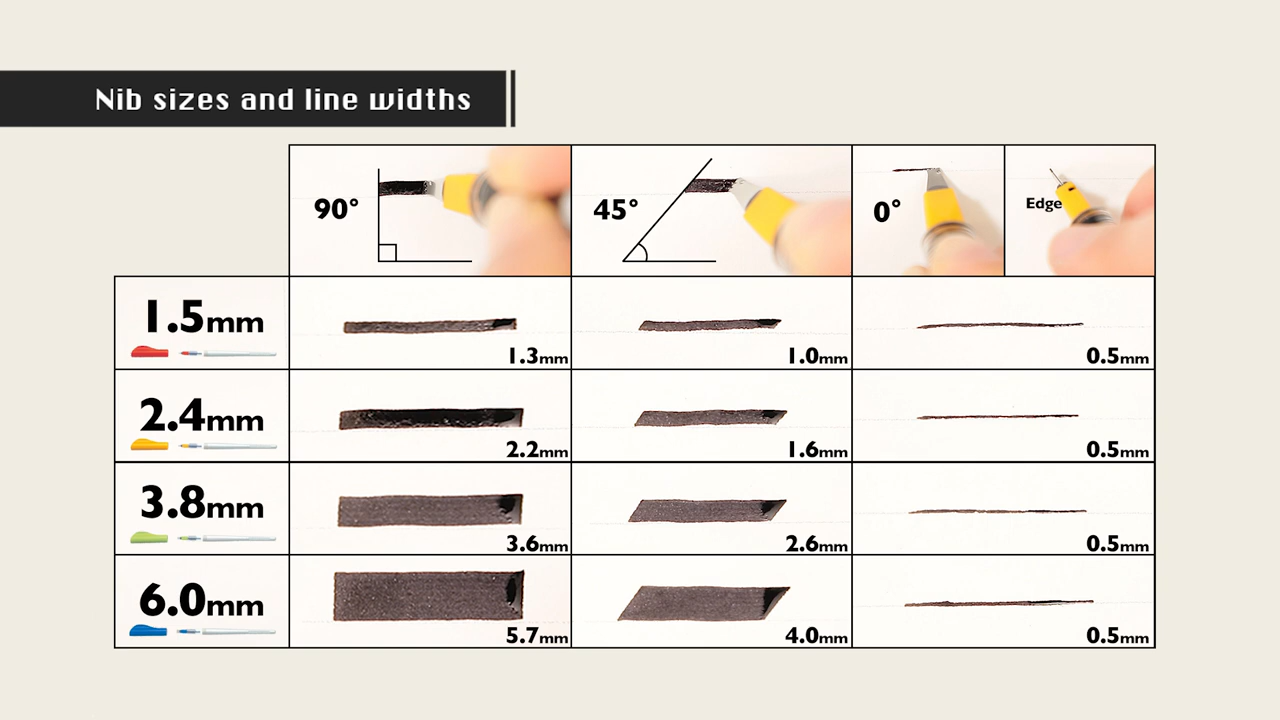 Nib sizes and line widths
90°
45°
0°
Edge
1.5mm
1.3mm
1.0mm
0.5mm
2.4mm
2.2mm
1.6mm
0.5mm
3.8mm
3.6mm
2.6mm
0.5mm
6.0mm
5.7mm
4.0mm
0.5mm